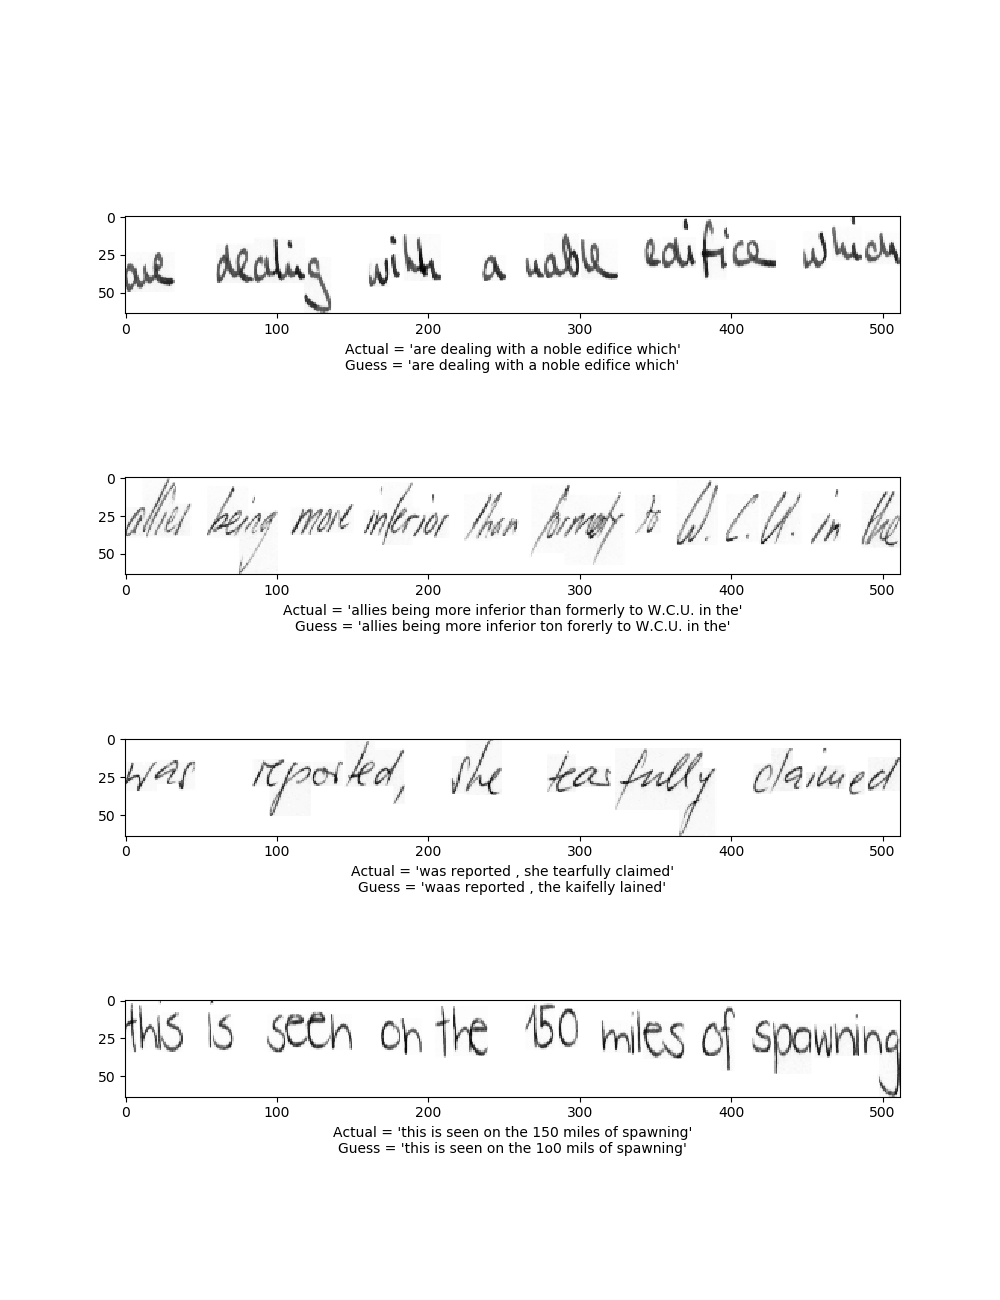 0
25
50
are dealing with a noble edifice which
0 100 200 300 400 500
Actual = 'are dealing with a noble edifice which'
Guess = 'are dealing with a noble edifice which'
0
25
50
allies being more inferior than formerly to W.C.U. in the
0 100 200 300 400 500
Actual = 'allies being more inferior than formerly to W.C.U. in the'
Guess = 'allies being more inferior ton forerly to W.C.U. in the'
0
25
50
was reported, she tearfully claimed
0 100 200 300 400 500
Actual = 'was reported , she tearfully claimed'
Guess = 'waas reported , the kaifelly lained'
0
25
50
this is seen on the 150 miles of spawning
0 100 200 300 400 500
Actual = 'this is seen on the 150 miles of spawning'
Guess = 'this is seen on the 1o0 mils of spawning'